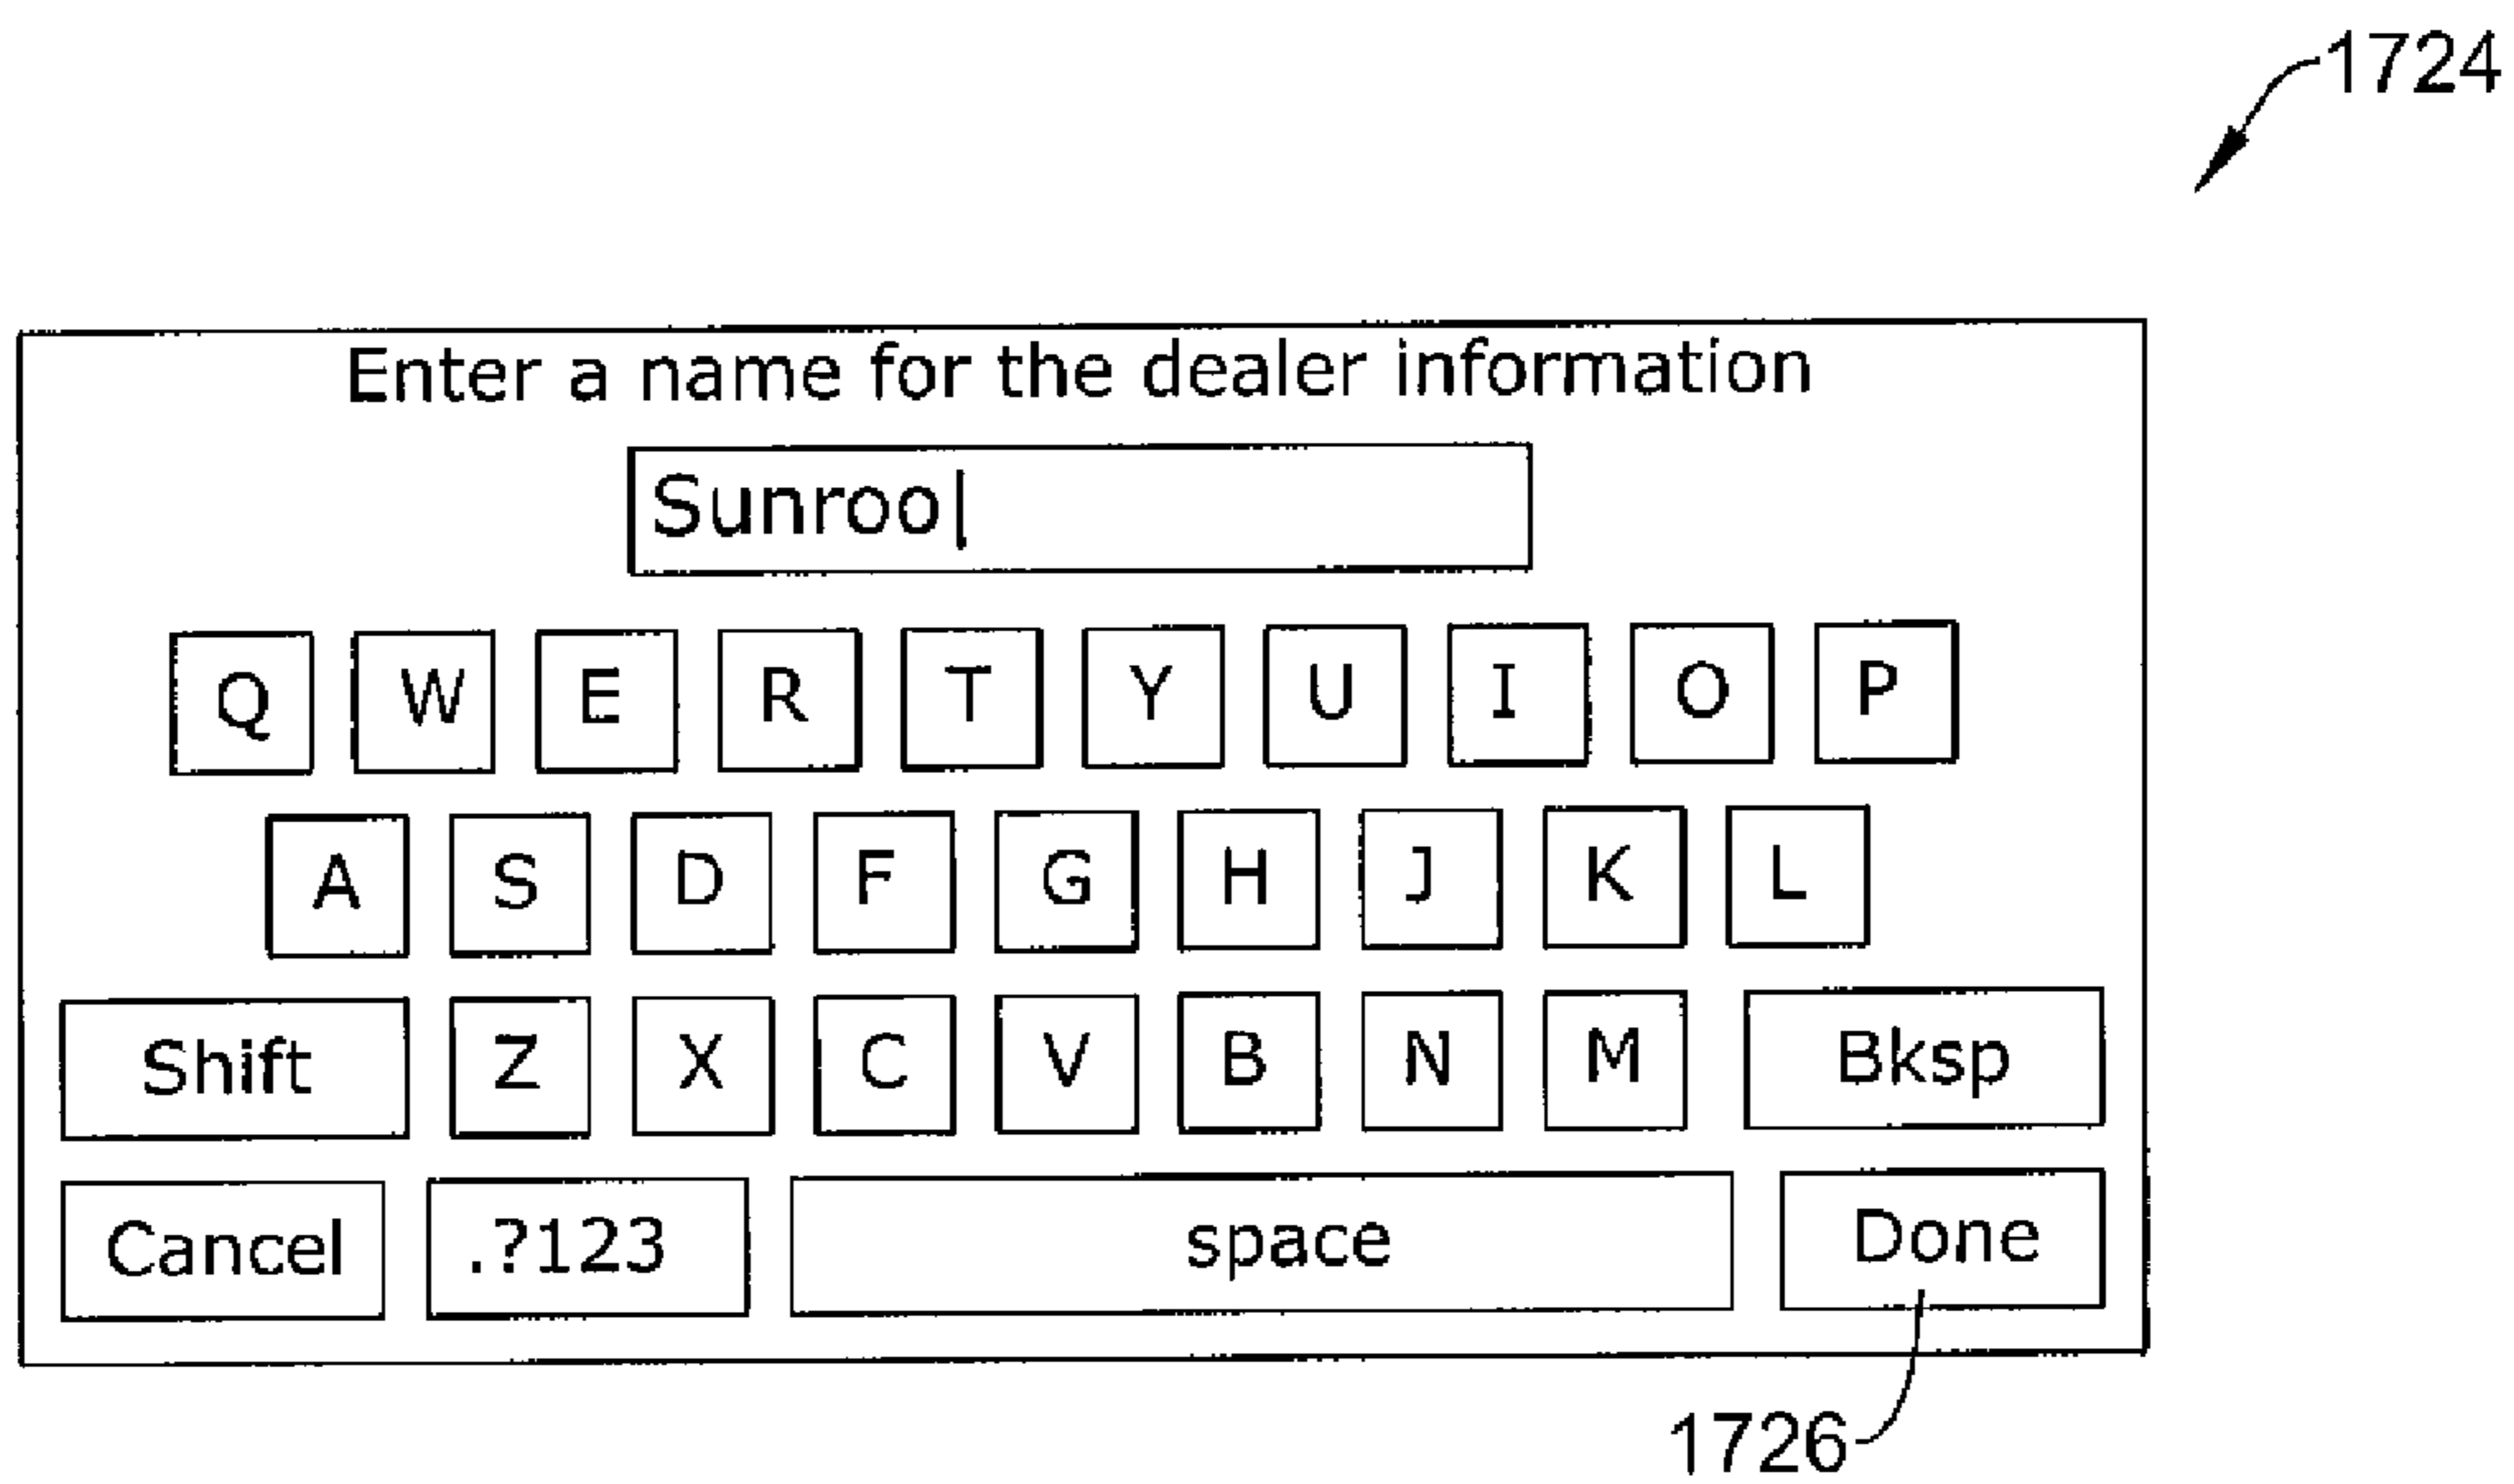 1724
Enter a name for the dealer information
Sunroo
Q W E R T Y U I O P
A S D F G H J K L
Shift Z X C V B N M Bksp
Cancel .?123 space Done
1726